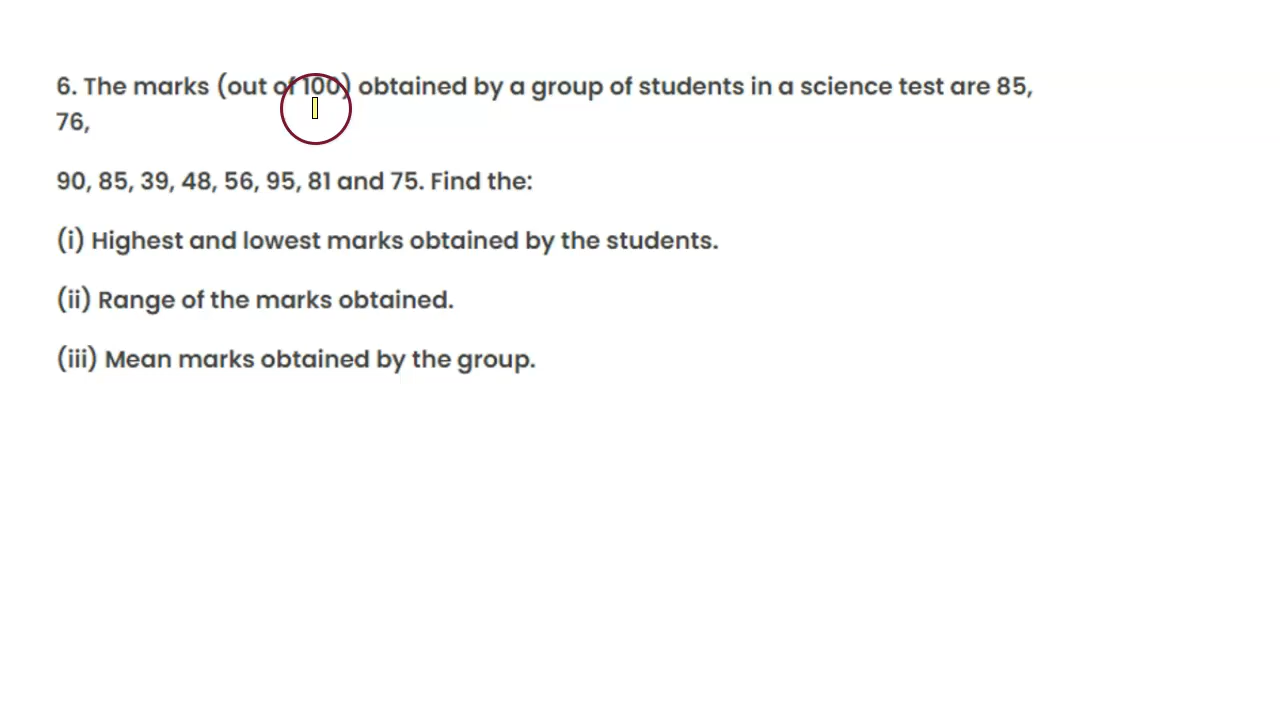 6. The marks (out of 100) obtained by a group of students in a science test are 85,
76,
90, 85, 39, 48, 56, 95, 81 and 75. Find the:
(i) Highest and lowest marks obtained by the students.
(ii) Range of the marks obtained.
(iii) Mean marks obtained by the group.